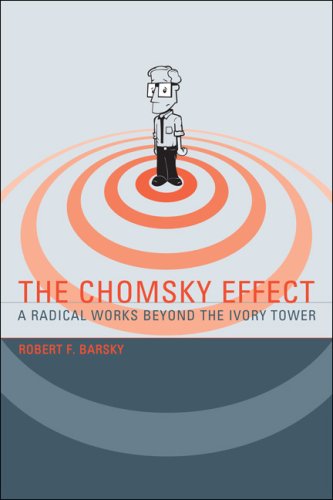 THE CHOMSKY EFFECT
A RADICAL WORKS BEYOND THE IVORY TOWER
ROBERT F. BARSKY